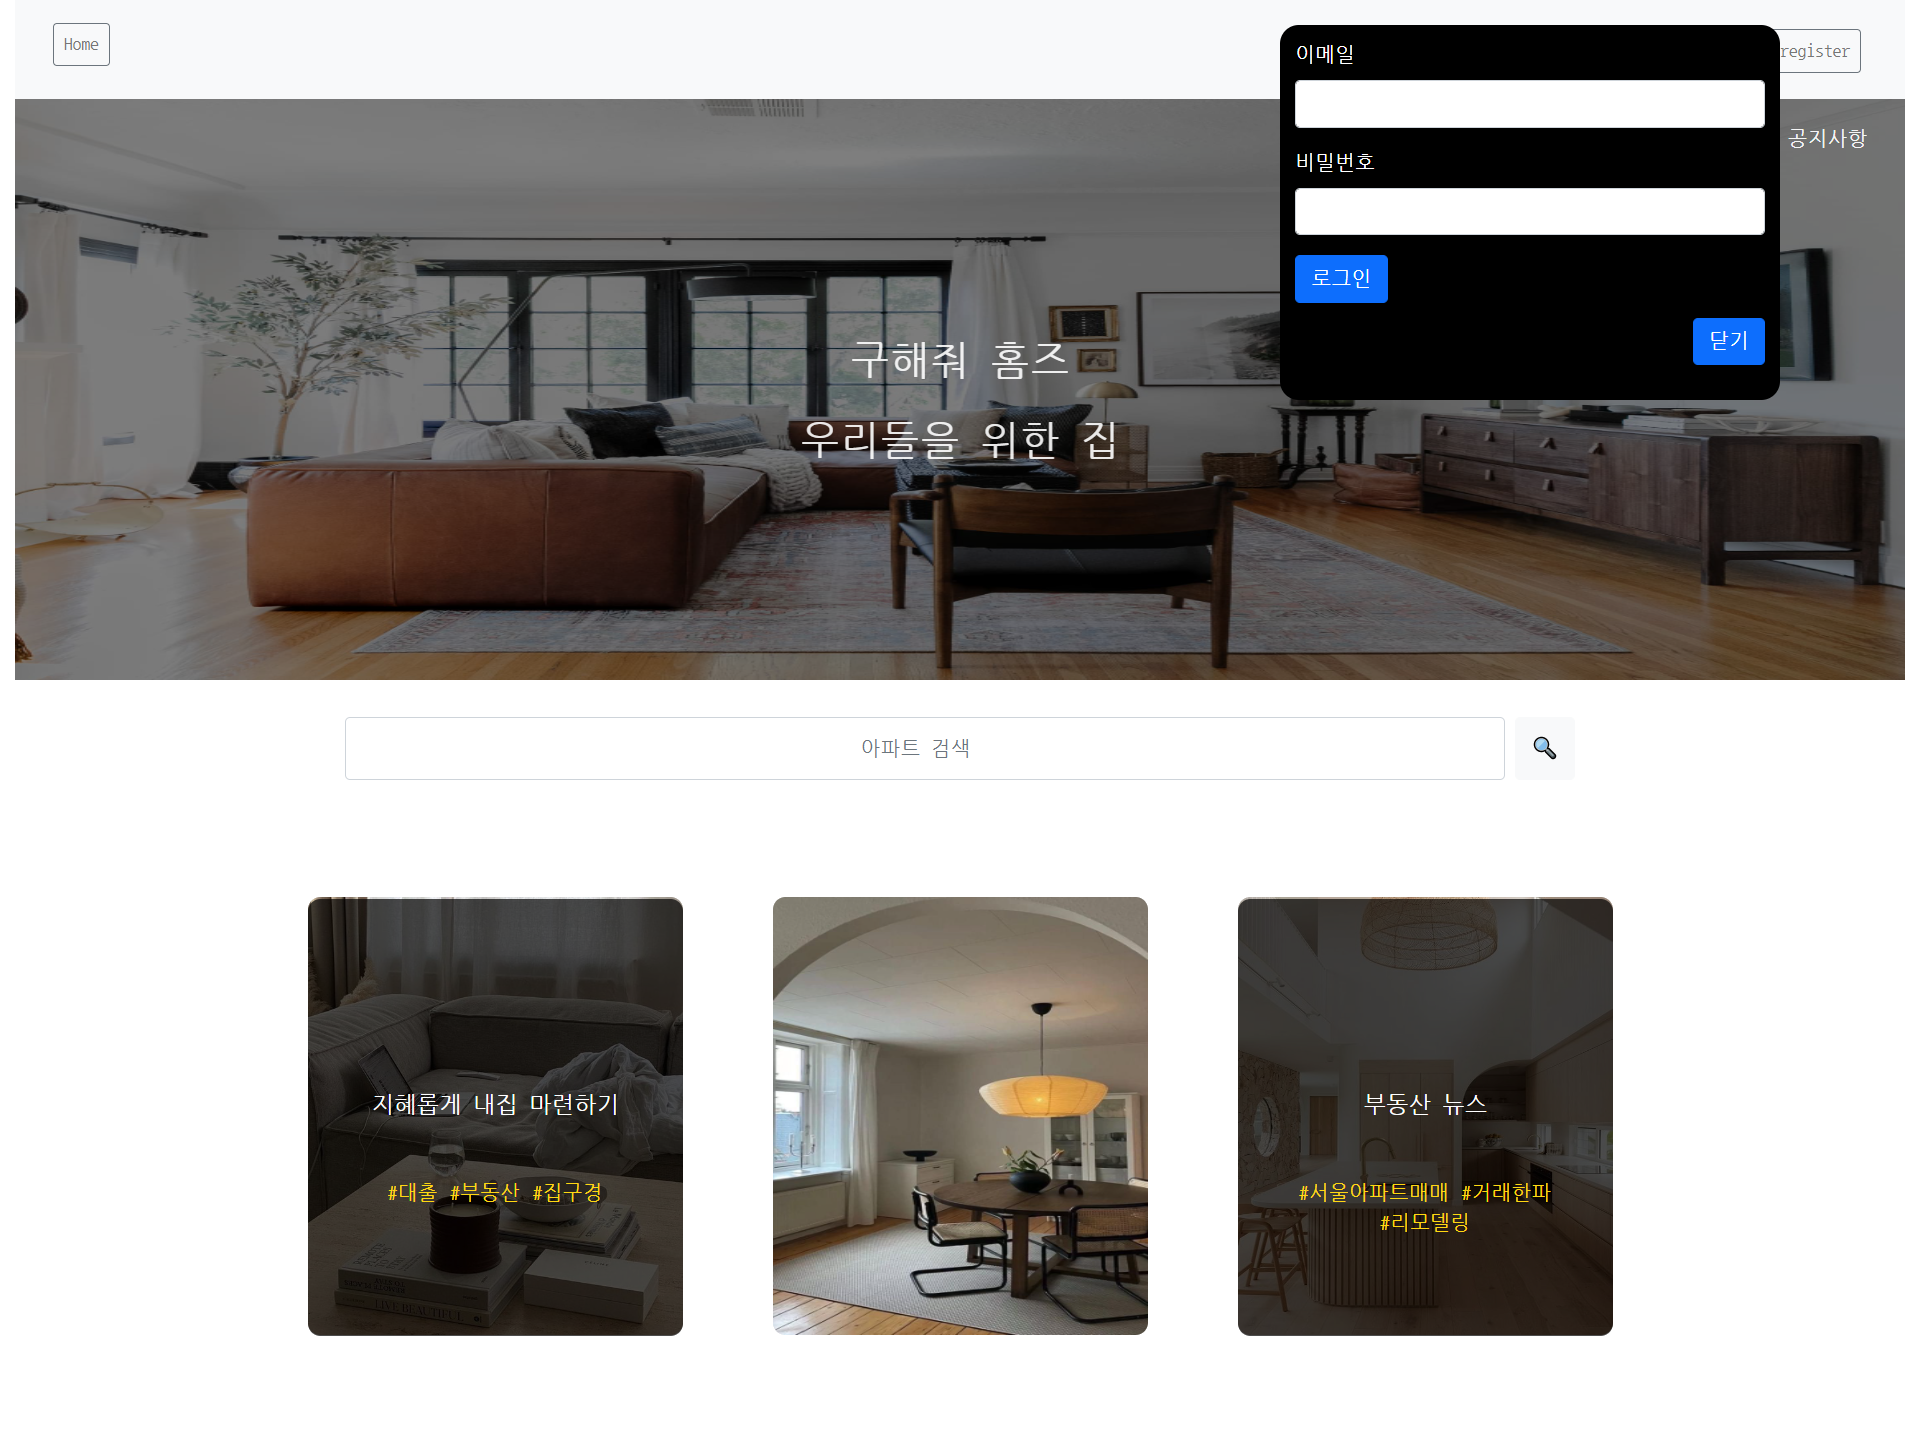 Home
register
이메일
비밀번호
로그인
닫기
공지사항
구해줘 홈즈
우리들을 위한 집
아파트 검색
지혜롭게 내집 마련하기
#대출 #부동산 #집구경
부동산 뉴스
#서울아파트매매 #거래한파
#리모델링
LIVE BEAUTIFUL